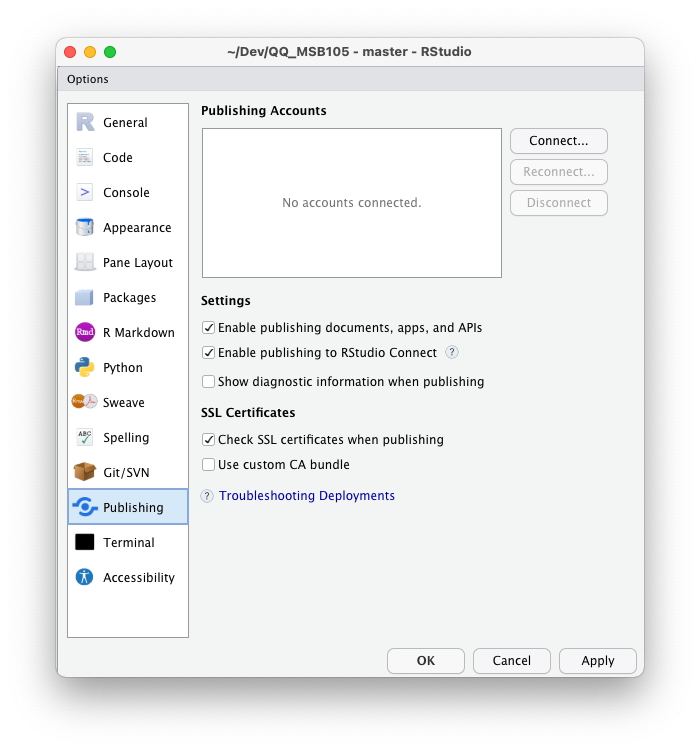 ~/Dev/QQ_MSB105 - master - RStudio
Options
General
Code
Console
Appearance
Pane Layout
Packages
Rmd R Markdown
Python
Sweave
ABC Spelling
Git/SVN
Publishing
Terminal
Accessibility
Publishing Accounts
No accounts connected.
Connect...
Reconnect...
Disconnect
Settings
Enable publishing documents, apps, and APIs
Enable publishing to RStudio Connect ?
Show diagnostic information when publishing
SSL Certificates
Check SSL certificates when publishing
Use custom CA bundle
? Troubleshooting Deployments
OK
Cancel
Apply